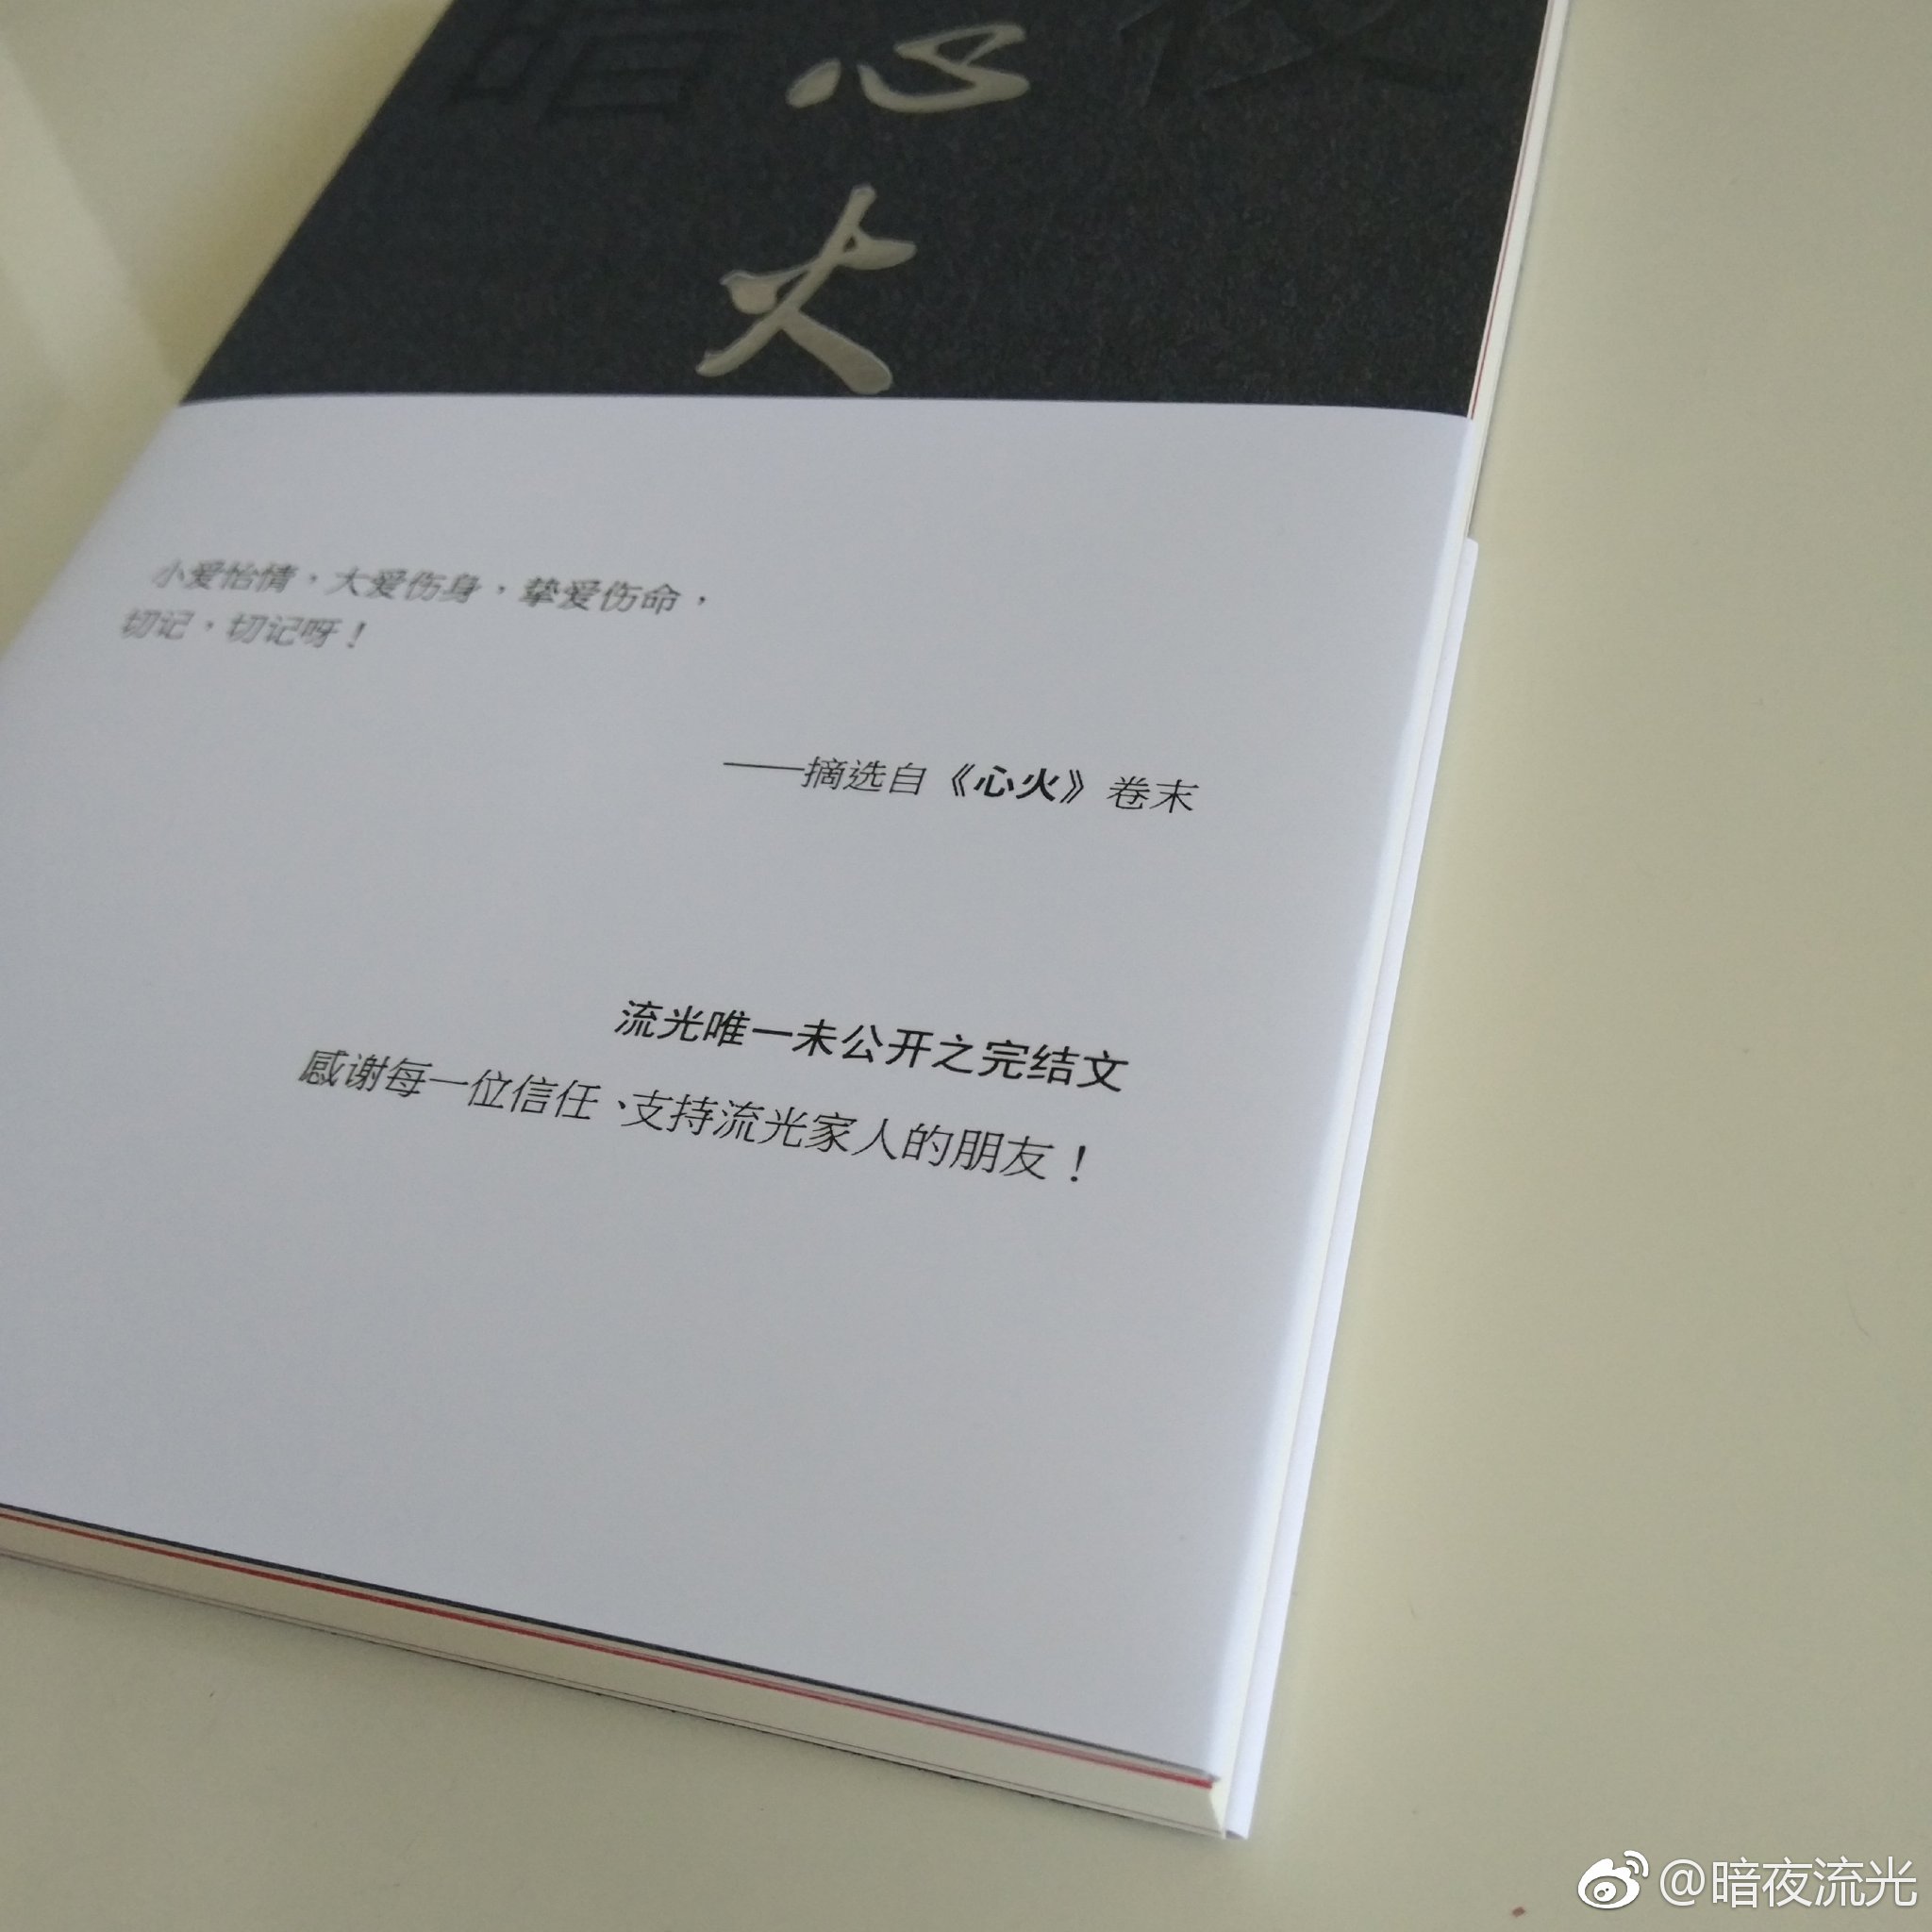 心
火
小爱怡情，大爱伤身，挚爱伤命，
切记，切记呀！
——摘选自《心火》卷末
流光唯一未公开之完结文
感谢每一位信任、支持流光家人的朋友！
@暗夜流光